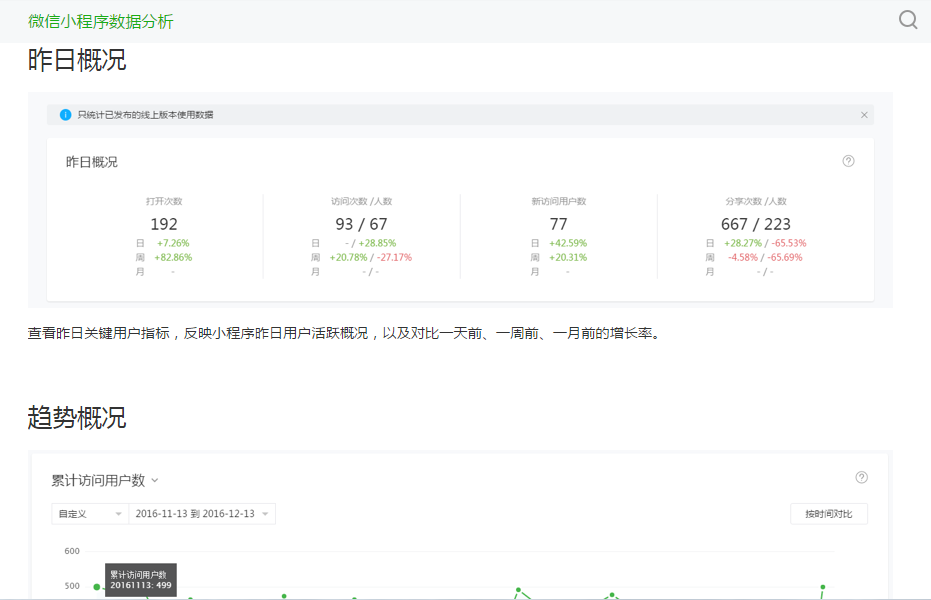 微信小程序数据分析
昨日概况
只统计已发布的线上版本使用数据
昨日概况
打开次数 访问次数 /人数 新访问用户数 分享次数 /人数
192 93 / 67 77 667 / 223
日 +7.26% 日 - / +28.85% 日 +42.59% 日 +28.27% / -65.53%
周 +82.86% 周 +20.78% / -27.17% 周 +20.31% 周 -4.58% / -65.69%
月 - 月 - / - 月 - 月 - / -
查看昨日关键用户指标，反映小程序昨日用户活跃概况，以及对比一天前、一周前、一月前的增长率。
趋势概况
累计访问用户数
自定义 2016-11-13 到 2016-12-13 按时间对比
600
累计访问用户数
500 20161113: 499